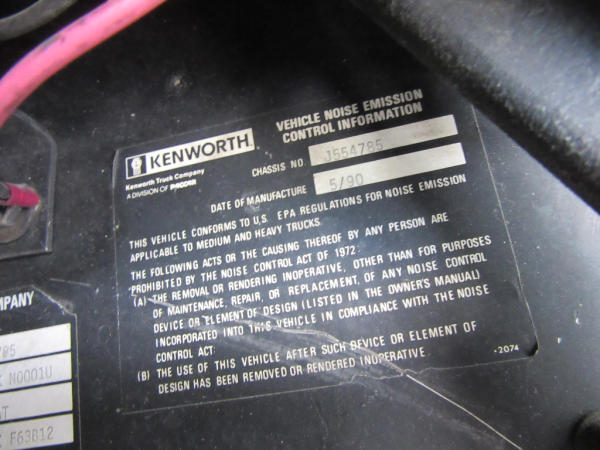 KENWORTH
Kenworth Truck Company
A DIVISION OF PACCAR
VEHICLE NOISE EMISSION
CONTROL INFORMATION
CHASSIS NO. J554785
DATE OF MANUFACTURE 5/90
THIS VEHICLE CONFORMS TO U.S. EPA REGULATIONS FOR NOISE EMISSION
APPLICABLE TO MEDIUM AND HEAVY TRUCKS.
THE FOLLOWING ACTS OR THE CAUSING THEREOF BY ANY PERSON ARE
PROHIBITED BY THE NOISE CONTROL ACT OF 1972:
(A) THE REMOVAL OR RENDERING INOPERATIVE, OTHER THAN FOR PURPOSES
OF MAINTENANCE, REPAIR, OR REPLACEMENT, OF ANY NOISE CONTROL
DEVICE OR ELEMENT OF DESIGN (LISTED IN THE OWNER'S MANUAL)
INCORPORATED INTO THIS VEHICLE IN COMPLIANCE WITH THE NOISE
CONTROL ACT:
(B) THE USE OF THIS VEHICLE AFTER SUCH DEVICE OR ELEMENT OF
DESIGN HAS BEEN REMOVED OR RENDERED INOPERATIVE.
-2074
MPANY
785
N0001U
AT
F63B12